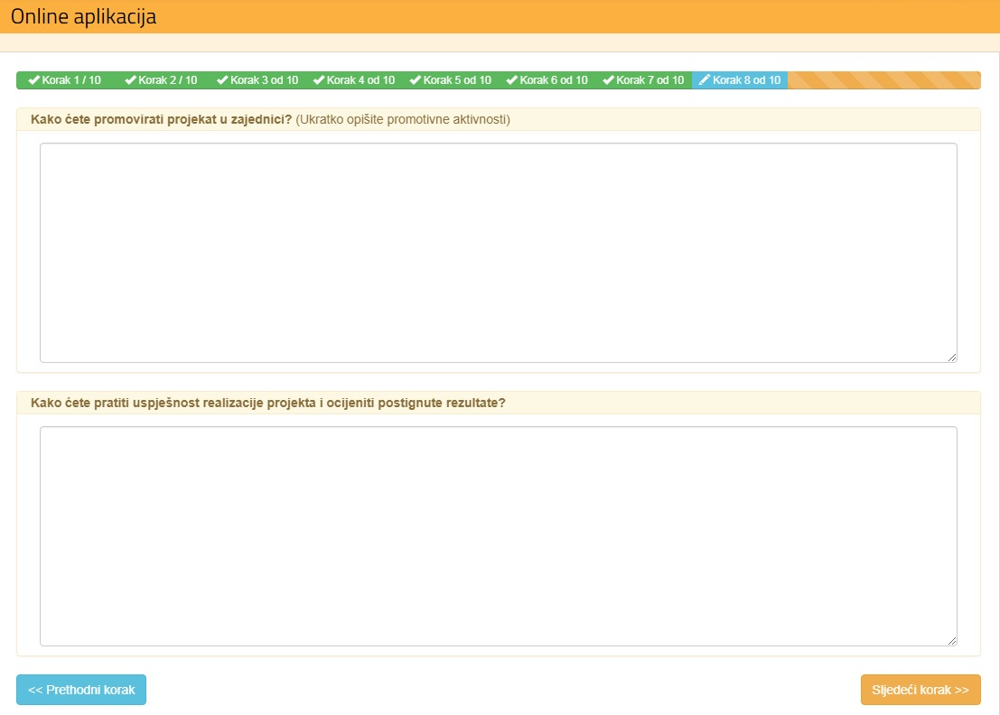 Online aplikacija
Korak 1 / 10 Korak 2 / 10 Korak 3 od 10 Korak 4 od 10 Korak 5 od 10 Korak 6 od 10 Korak 7 od 10 Korak 8 od 10
Kako ćete promovirati projekat u zajednici? (Ukratko opišite promotivne aktivnosti)
Kako ćete pratiti uspješnost realizacije projekta i ocijeniti postignute rezultate?
<< Prethodni korak Sljedeći korak >>